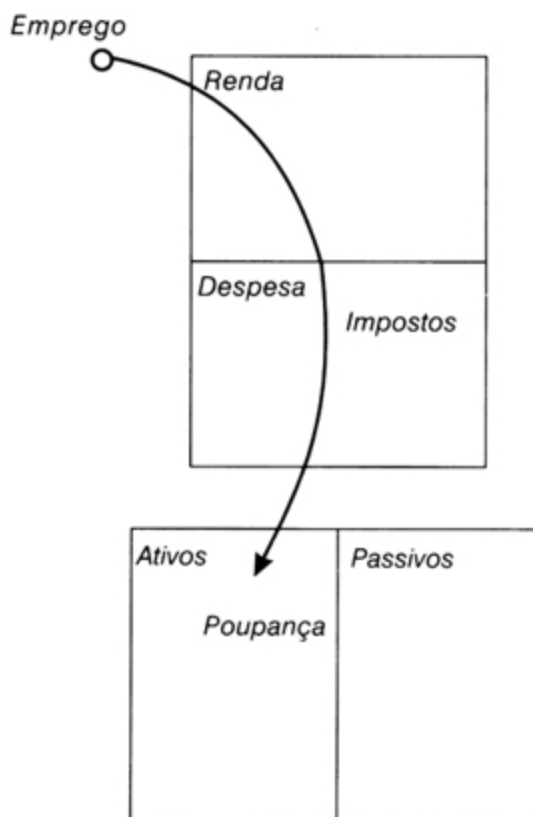 Emprego
Renda
Despesa
Impostos
Ativos
Passivos
Poupança